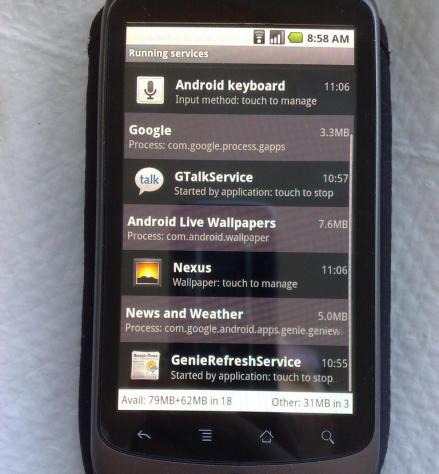 8:58 AM
Running services
Android keyboard 11:06
Input method: touch to manage
Google 3.3MB
Process: com.google.process.gapps
talk
GTalkService 10:57
Started by application: touch to stop
Android Live Wallpapers 7.6MB
Process: com.android.wallpaper
Nexus 11:06
Wallpaper: touch to manage
News and Weather 5.0MB
Process: com.google.android.apps.genie.geniew
Google News
GenieRefreshService 10:55
Started by application: touch to stop
Avail: 79MB+62MB in 18 Other: 31MB in 3